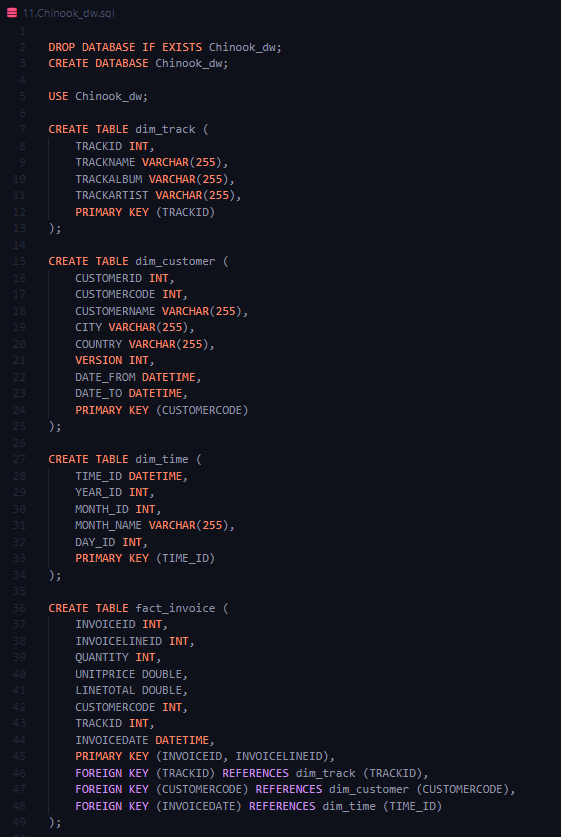 11.Chinook_dw.sql
1
2 DROP DATABASE IF EXISTS Chinook_dw;
3 CREATE DATABASE Chinook_dw;
4
5 USE Chinook_dw;
6
7 CREATE TABLE dim_track (
8 TRACKID INT,
9 TRACKNAME VARCHAR(255),
10 TRACKALBUM VARCHAR(255),
11 TRACKARTIST VARCHAR(255),
12 PRIMARY KEY (TRACKID)
13 );
14
15 CREATE TABLE dim_customer (
16 CUSTOMERID INT,
17 CUSTOMERCODE INT,
18 CUSTOMERNAME VARCHAR(255),
19 CITY VARCHAR(255),
20 COUNTRY VARCHAR(255),
21 VERSION INT,
22 DATE_FROM DATETIME,
23 DATE_TO DATETIME,
24 PRIMARY KEY (CUSTOMERCODE)
25 );
26
27 CREATE TABLE dim_time (
28 TIME_ID DATETIME,
29 YEAR_ID INT,
30 MONTH_ID INT,
31 MONTH_NAME VARCHAR(255),
32 DAY_ID INT,
33 PRIMARY KEY (TIME_ID)
34 );
35
36 CREATE TABLE fact_invoice (
37 INVOICEID INT,
38 INVOICELINEID INT,
39 QUANTITY INT,
40 UNITPRICE DOUBLE,
41 LINETOTAL DOUBLE,
42 CUSTOMERCODE INT,
43 TRACKID INT,
44 INVOICEDATE DATETIME,
45 PRIMARY KEY (INVOICEID, INVOICELINEID),
46 FOREIGN KEY (TRACKID) REFERENCES dim_track (TRACKID),
47 FOREIGN KEY (CUSTOMERCODE) REFERENCES dim_customer (CUSTOMERCODE),
48 FOREIGN KEY (INVOICEDATE) REFERENCES dim_time (TIME_ID)
49 );